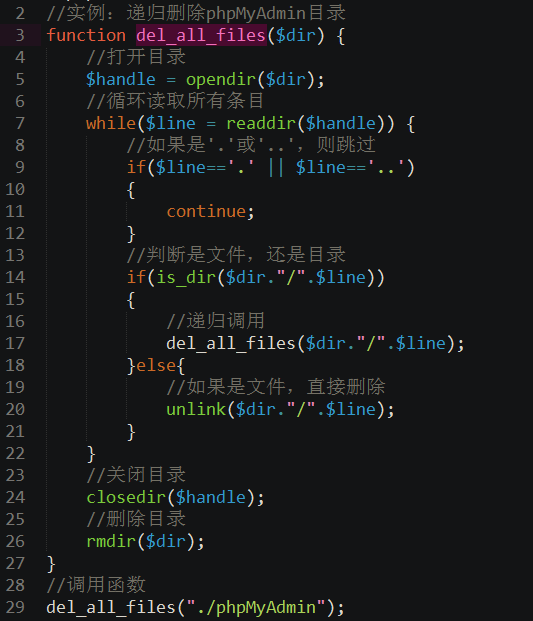 2 //实例：递归删除phpMyAdmin目录
3 function del_all_files($dir) {
4     //打开目录
5     $handle = opendir($dir);
6     //循环读取所有条目
7     while($line = readdir($handle)) {
8         //如果是'.'或'..'，则跳过
9         if($line=='.' || $line=='..')
10         {
11             continue;
12         }
13         //判断是文件，还是目录
14         if(is_dir($dir."/".$line))
15         {
16             //递归调用
17             del_all_files($dir."/".$line);
18         }else{
19             //如果是文件，直接删除
20             unlink($dir."/".$line);
21         }
22     }
23     //关闭目录
24     closedir($handle);
25     //删除目录
26     rmdir($dir);
27 }
28 //调用函数
29 del_all_files("./phpMyAdmin");